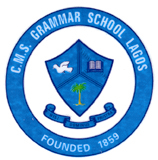 C.M.S. GRAMMAR SCHOOL LAGOS
FOUNDED 1859